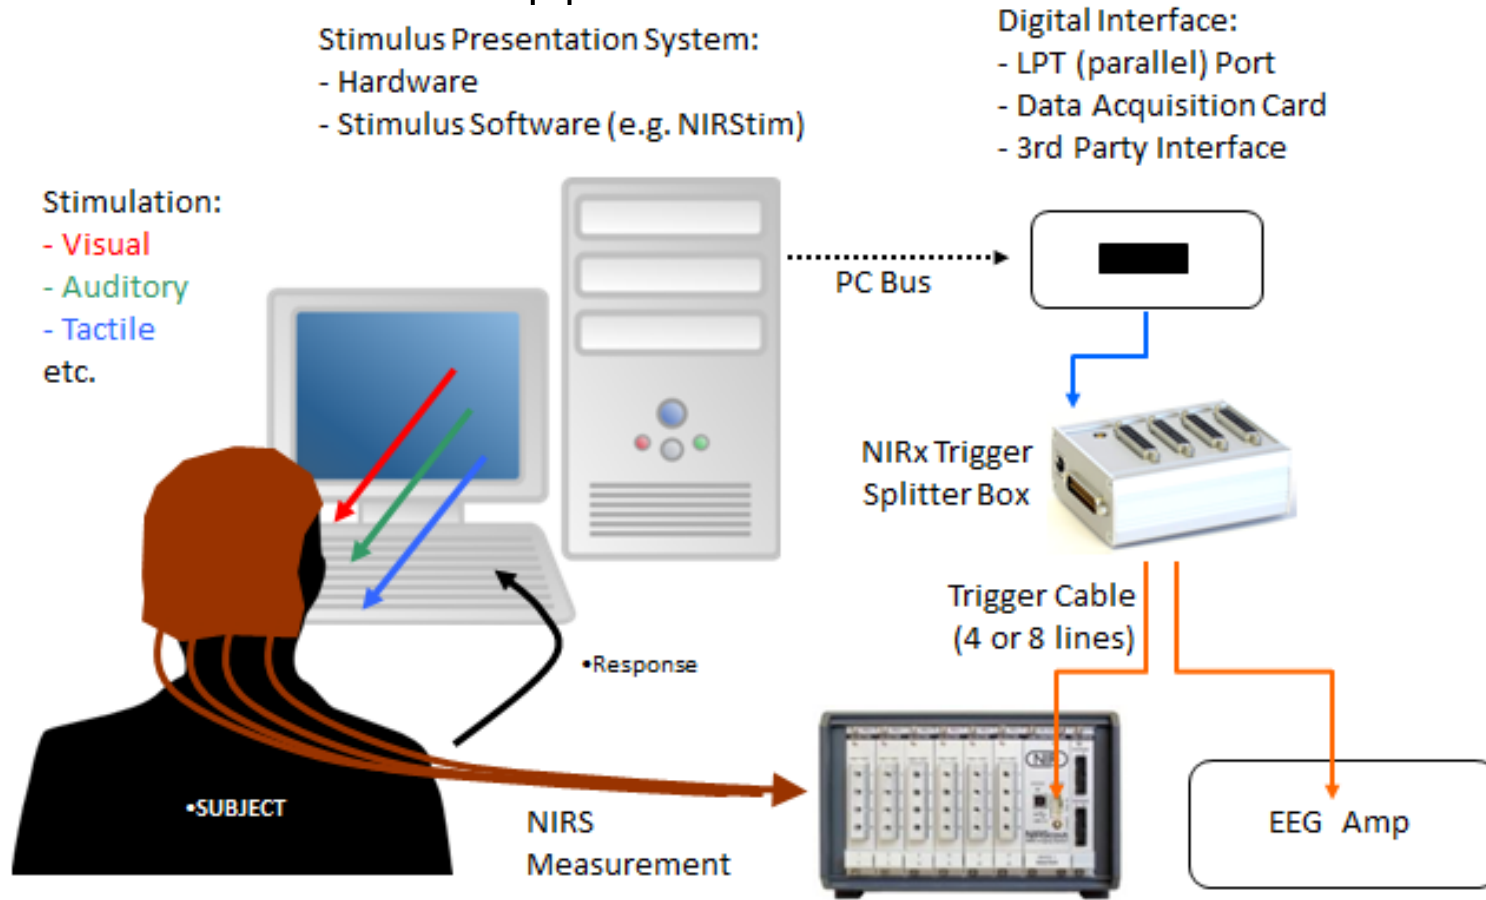 Stimulus Presentation System:
- Hardware
- Stimulus Software (e.g. NIRStim)
Digital Interface:
- LPT (parallel) Port
- Data Acquisition Card
- 3rd Party Interface
Stimulation:
- Visual
- Auditory
- Tactile
etc.
PC Bus
NIRx Trigger
Splitter Box
Trigger Cable
(4 or 8 lines)
•Response
•SUBJECT
NIRS
Measurement
EEG Amp